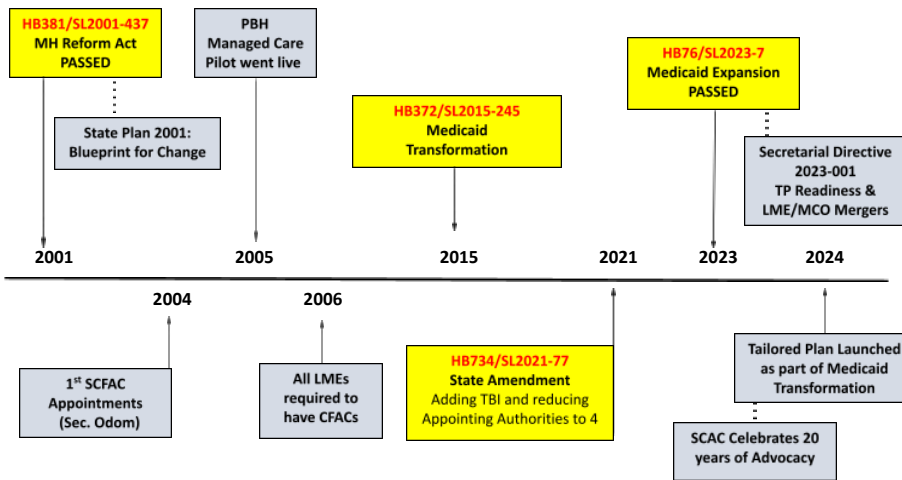 HB381/SL2001-437
MH Reform Act
PASSED
State Plan 2001:
Blueprint for Change
PBH
Managed Care
Pilot went live
HB372/SL2015-245
Medicaid
Transformation
HB76/SL2023-7
Medicaid Expansion
PASSED
Secretarial Directive
2023-001
TP Readiness &
LME/MCO Mergers
2001
2005
2015
2021
2023
2024
2004
2006
1st SCFAC
Appointments
(Sec. Odom)
All LMEs
required to
have CFACs
HB734/SL2021-77
State Amendment
Adding TBI and reducing
Appointing Authorities to 4
Tailored Plan Launched
as part of Medicaid
Transformation
SCAC Celebrates 20
years of Advocacy